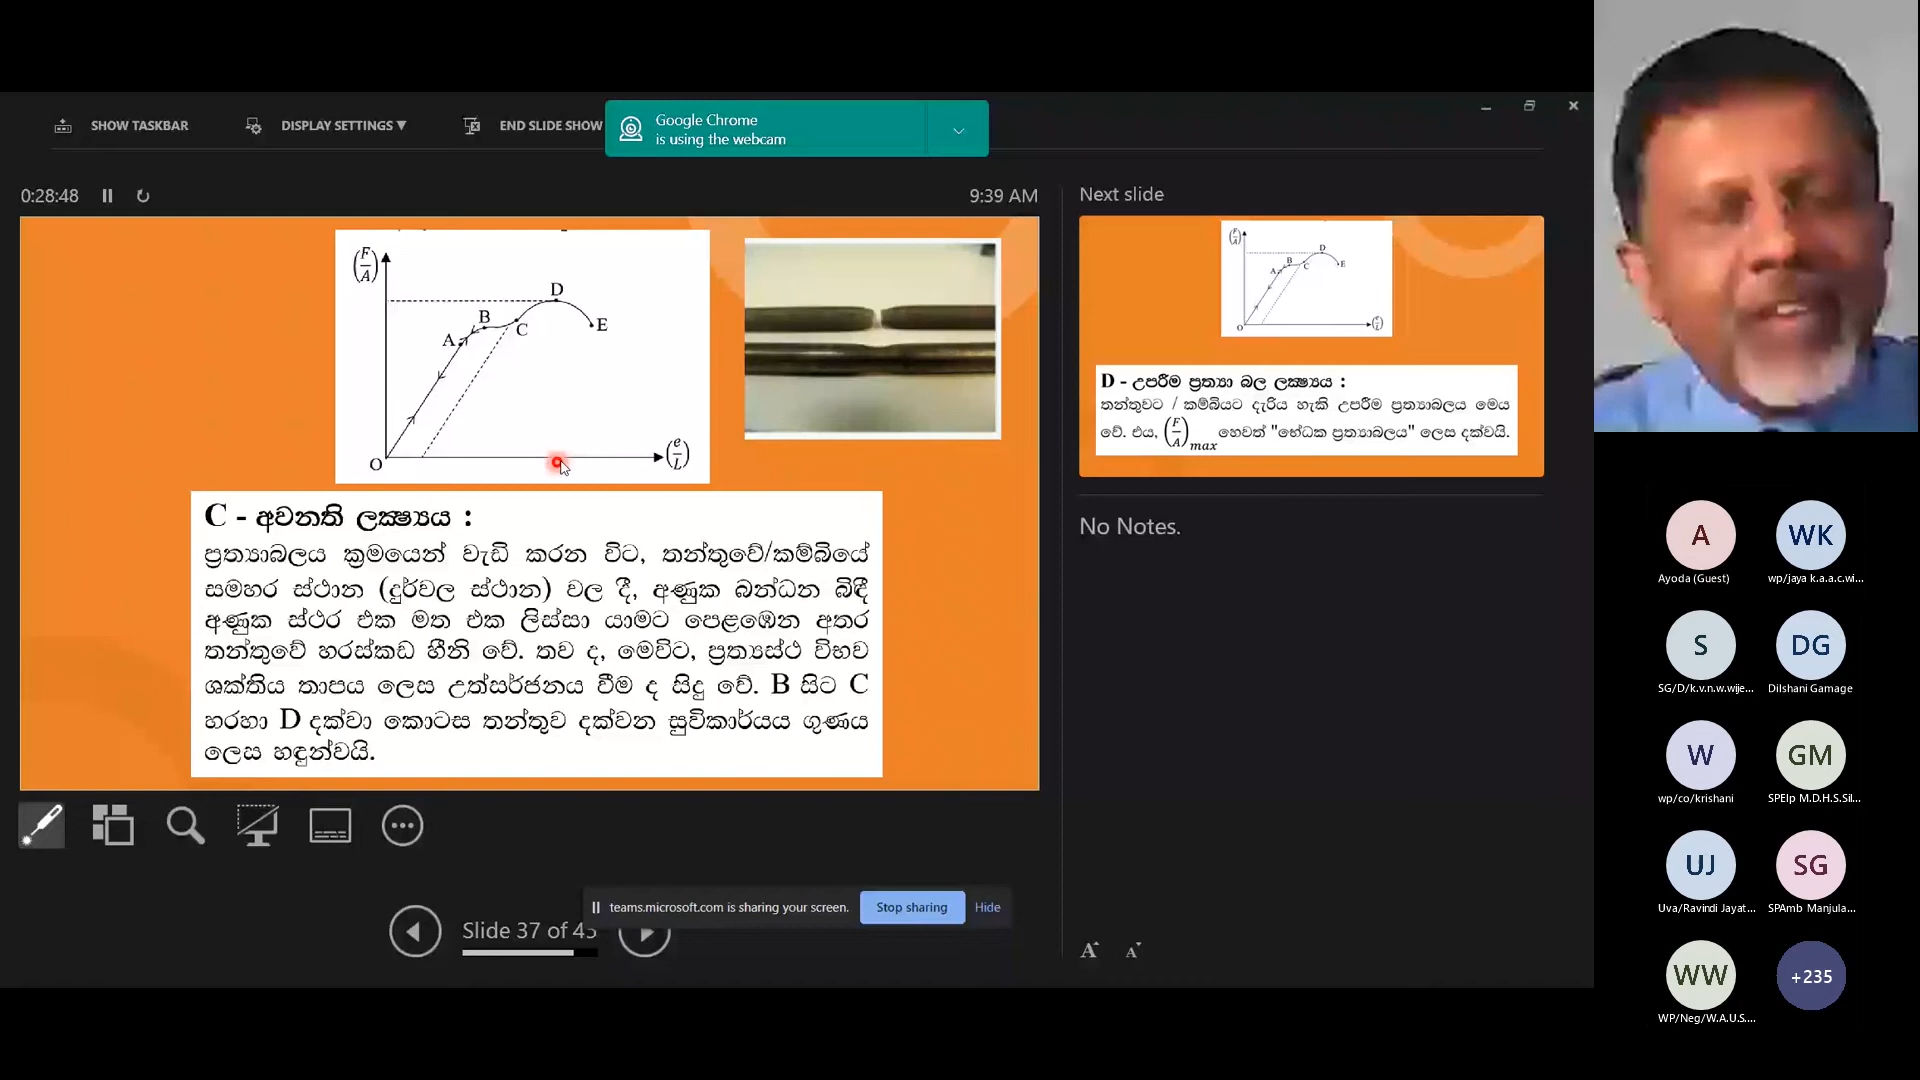 SHOW TASKBAR
DISPLAY SETTINGS ▼
END SLIDE SHOW
Google Chrome
is using the webcam
0:28:48
9:39 AM
(F/A)
D
B
A
C
E
O
(e/L)
C - අවනති ලක්‍ෂ්‍යය :
ප්‍රත්‍යාබලය ක්‍රමයෙන් වැඩි කරන විට, තන්තුවේ/කම්බියේ
සමහර ස්ථාන (දුර්වල ස්ථාන) වල දී, අණුක බන්ධන බිඳී
අණුක ස්ථර එක මත එක ලිස්සා යාමට පෙළඹෙන අතර
තන්තුවේ හරස්කඩ හීනි වේ. තව ද, මෙවිට, ප්‍රත්‍යස්ථ විභව
ශක්තිය තාපය ලෙස උත්සර්ජනය වීම ද සිදු වේ. B සිට C
හරහා D දක්වා කොටස තන්තුව දක්වන සුවිකාර්යය ගුණය
ලෙස හඳුන්වයි.
Next slide
(F/A)
D
B
A
C
E
O
(e/L)
D - උපරිම ප්‍රත්‍යා බල ලක්‍ෂ්‍යය :
තන්තුවට / කම්බියට දැරිය හැකි උපරිම ප්‍රත්‍යාබලය මෙය
වේ. එය, (F/A)max හෙවත් "භේධක ප්‍රත්‍යාබලය" ලෙස දක්වයි.
No Notes.
teams.microsoft.com is sharing your screen.
Stop sharing
Hide
Slide 37 of 45
A A
A
WK
Ayoda (Guest)
wp/jaya k.a.a.c.wi...
S
DG
SG/D/k.v.n.w.wije...
Dilshani Gamage
W
GM
wp/co/krishani
SPElp M.D.H.S.Sil...
UJ
SG
Uva/Ravindi Jayat...
SPAmb Manjula...
WW
+235
WP/Neg/W.A.U.S....